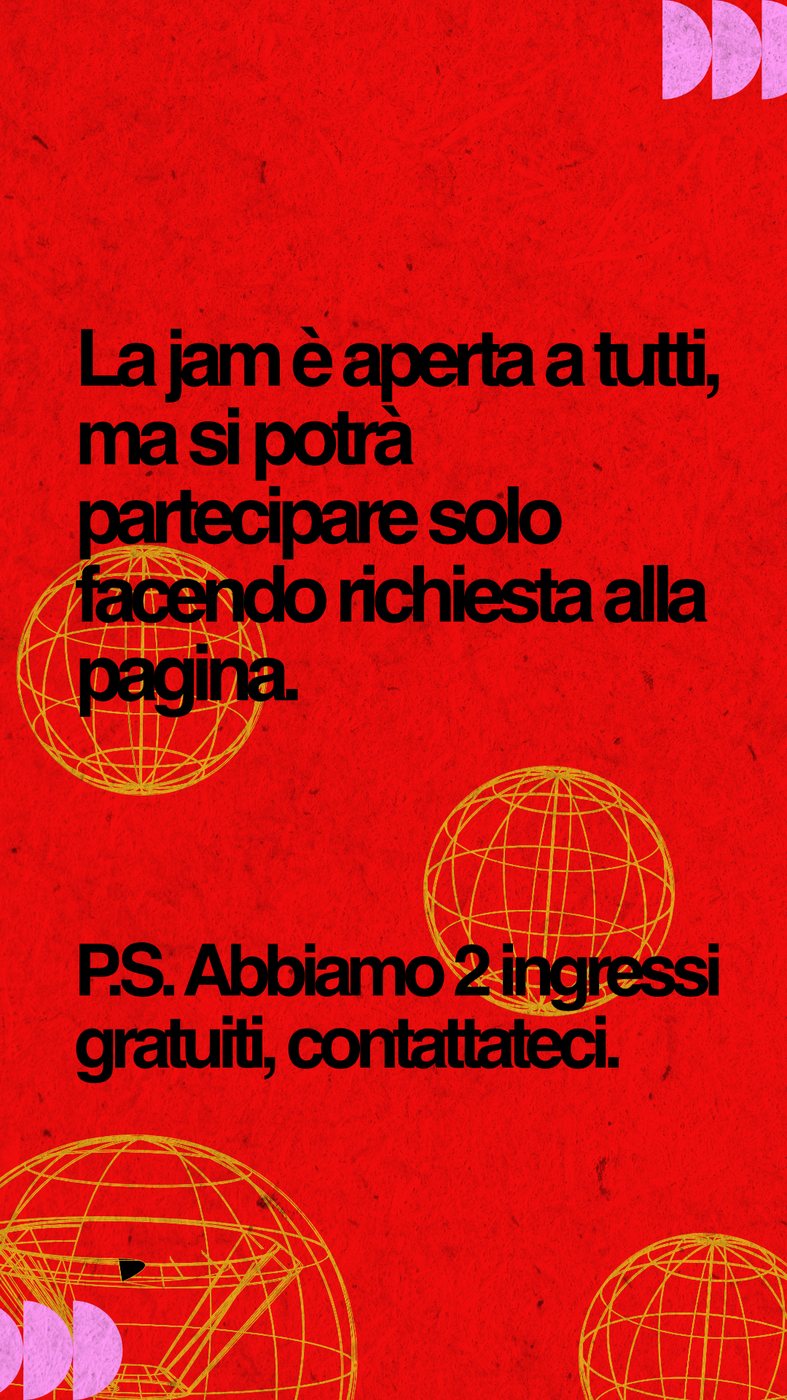 La jam è aperta a tutti,
ma si potrà
partecipare solo
facendo richiesta alla
pagina.
P.S. Abbiamo 2 ingressi
gratuiti, contattateci.